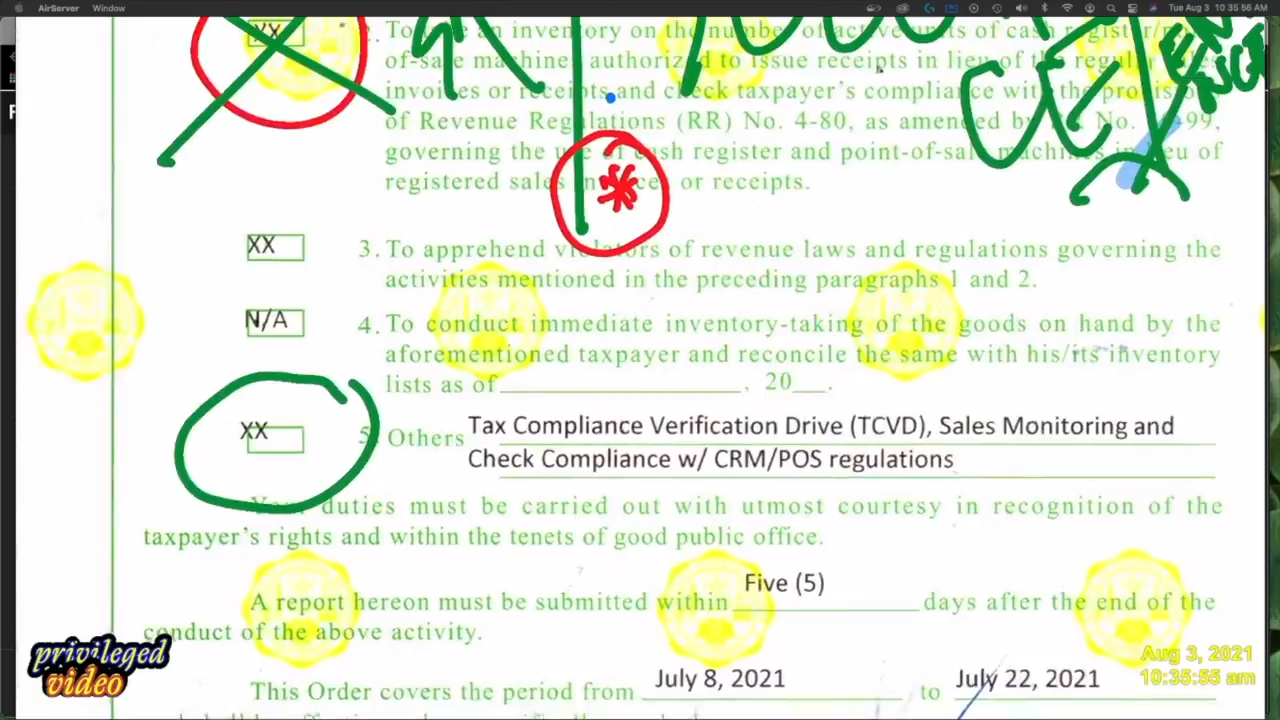 AirServer Window Tue Aug 3 10:35:56 AM
XX
an inventory on the number of active units of cash register/
of-sale machines authorized to issue receipts in lieu of the regular
invoices or receipts and check taxpayer's compliance with the
of Revenue Regulations (RR) No. 4-80, as amended by No. 99,
governing the use of cash register and point-of-sale machines in lieu of
registered sales or receipts.
XX 3. To apprehend violators of revenue laws and regulations governing the
activities mentioned in the preceding paragraphs 1 and 2.
N/A 4. To conduct immediate inventory-taking of the goods on hand by the
aforementioned taxpayer and reconcile the same with his/its inventory
lists as of , 20 .
XX 5. Others Tax Compliance Verification Drive (TCVD), Sales Monitoring and
Check Compliance w/ CRM/POS regulations
Your duties must be carried out with utmost courtesy in recognition of the
taxpayer's rights and within the tenets of good public office.
A report hereon must be submitted within Five (5) days after the end of the
conduct of the above activity.
This Order covers the period from July 8, 2021 to July 22, 2021
privileged
video
Aug 3, 2021
10:35:55 am